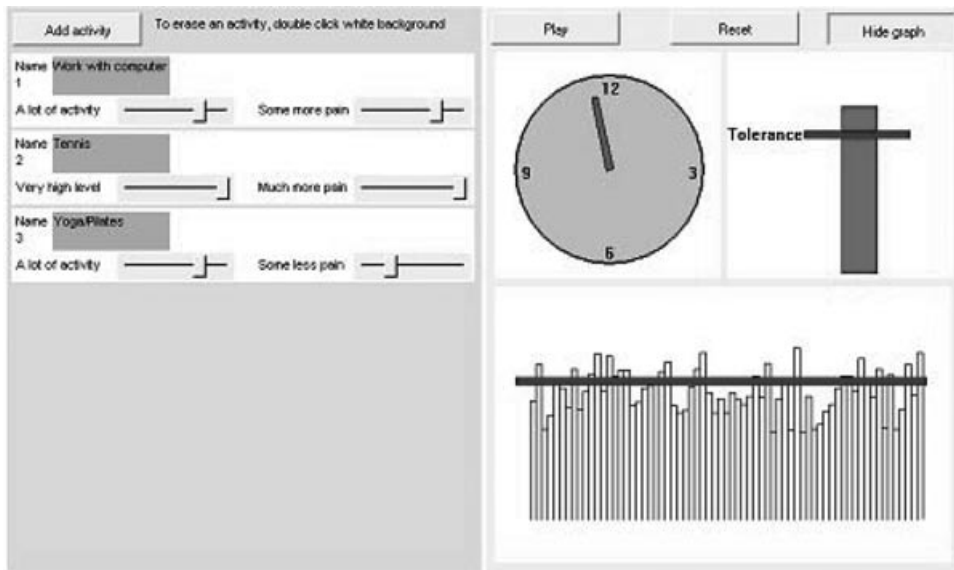 Add activity
To erase an activity, double click white background
Name Work with computer
1
A lot of activity
Some more pain
Name Tennis
2
Very high level
Much more pain
Name Yoga/Pilates
3
A lot of activity
Some less pain
Play
Reset
Hide graph
12
9
3
6
Tolerance